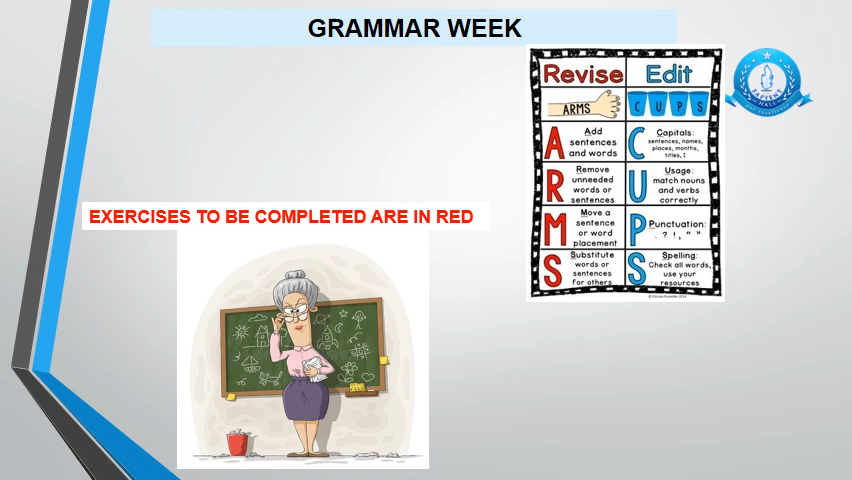 GRAMMAR WEEK
Revise Edit
ARMS
C U P S
A
Add
sentences
and words
C
Capitals:
sentences, names,
places, months,
titles, I
R
Remove
unneeded
words or
sentences
U
Usage:
match nouns
and verbs
correctly
M
Move a
sentence
or word
placement
P
Punctuation:
. ? ! , " "
S
Substitute
words or
sentences
for others
S
Spelling:
Check all words,
use your
resources
SAPIENT
HALL
EXERCISES TO BE COMPLETED ARE IN RED